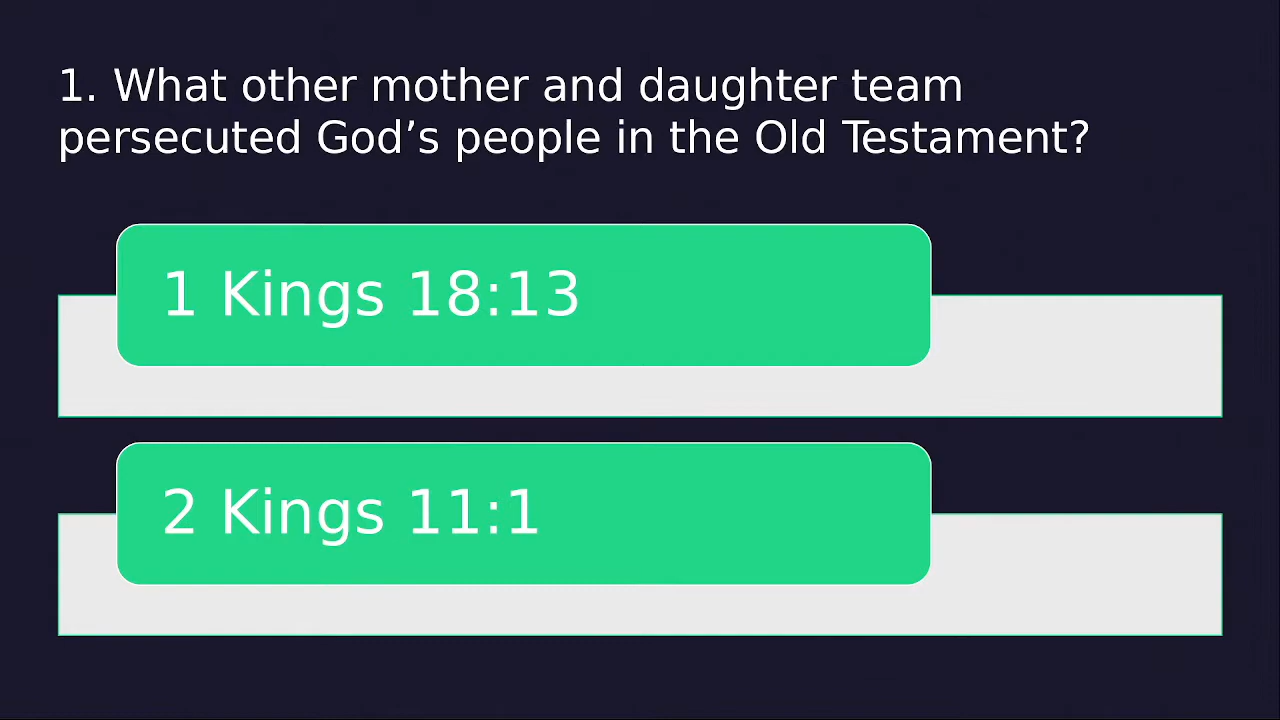 1. What other mother and daughter team
persecuted God’s people in the Old Testament?
1 Kings 18:13
2 Kings 11:1